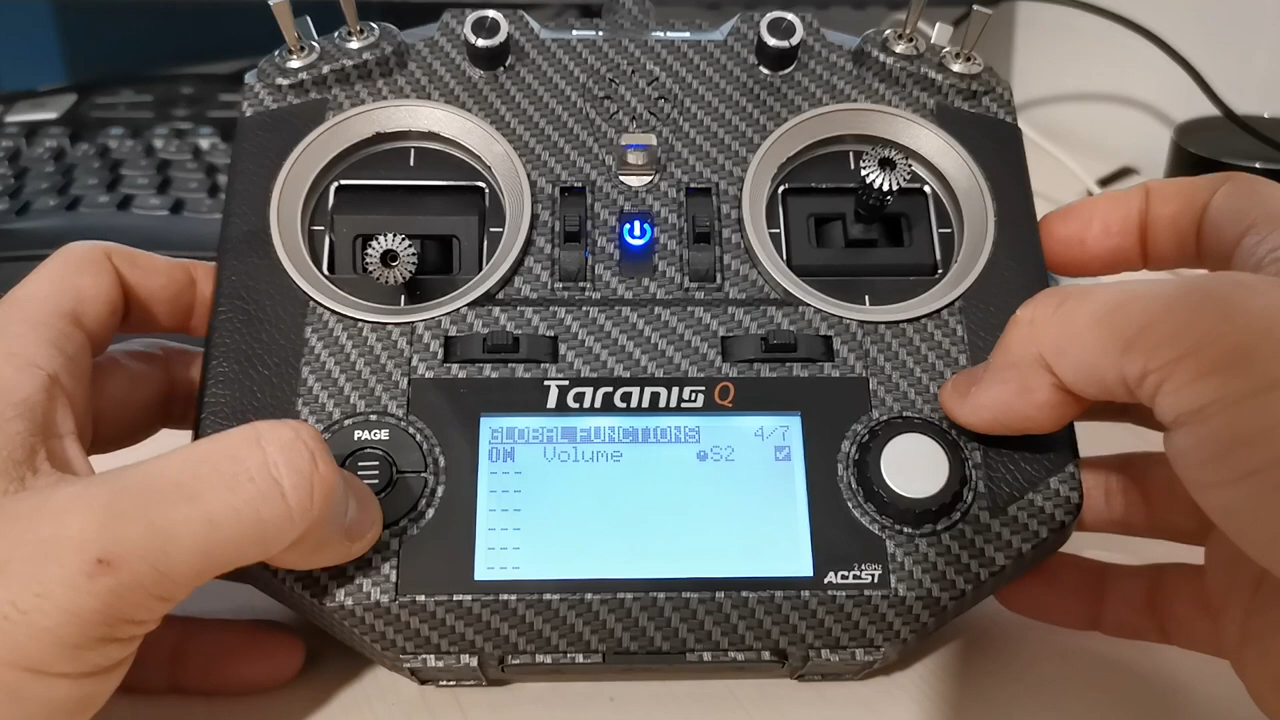 Taranis Q
PAGE
GLOBAL FUNCTIONS 4/7
ON Volume S2
---
---
---
---
---
---
2.4GHz
ACCST